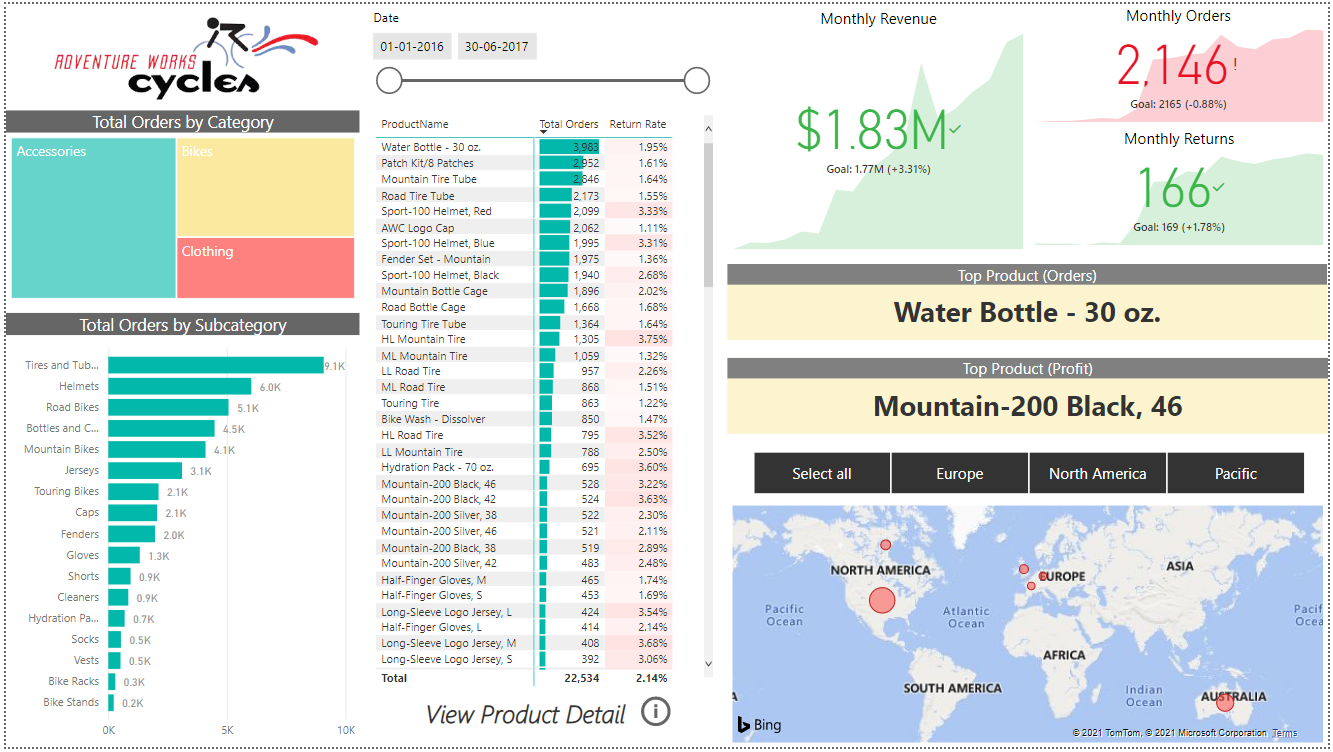 ADVENTURE WORKS
cycles
Total Orders by Category
Accessories
Bikes
Clothing
Total Orders by Subcategory
Tires and Tub... 9.1K
Helmets 6.0K
Road Bikes 5.1K
Bottles and C... 4.5K
Mountain Bikes 4.1K
Jerseys 3.1K
Touring Bikes 2.1K
Caps 2.1K
Fenders 2.0K
Gloves 1.3K
Shorts 0.9K
Cleaners 0.9K
Hydration Pa... 0.7K
Socks 0.5K
Vests 0.5K
Bike Racks 0.3K
Bike Stands 0.2K
0K 5K 10K
Date
01-01-2016 30-06-2017
ProductName Total Orders Return Rate
Water Bottle - 30 oz. 3,983 1.95%
Patch Kit/8 Patches 2,952 1.61%
Mountain Tire Tube 2,846 1.64%
Road Tire Tube 2,173 1.55%
Sport-100 Helmet, Red 2,099 3.33%
AWC Logo Cap 2,062 1.11%
Sport-100 Helmet, Blue 1,995 3.31%
Fender Set - Mountain 1,975 1.36%
Sport-100 Helmet, Black 1,940 2.68%
Mountain Bottle Cage 1,896 2.02%
Road Bottle Cage 1,668 1.68%
Touring Tire Tube 1,364 1.64%
HL Mountain Tire 1,305 3.75%
ML Mountain Tire 1,059 1.32%
LL Road Tire 957 2.26%
ML Road Tire 868 1.51%
Touring Tire 863 1.22%
Bike Wash - Dissolver 850 1.47%
HL Road Tire 795 3.52%
LL Mountain Tire 788 2.50%
Hydration Pack - 70 oz. 695 3.60%
Mountain-200 Black, 46 528 3.22%
Mountain-200 Black, 42 524 3.63%
Mountain-200 Silver, 38 522 2.30%
Mountain-200 Silver, 46 521 2.11%
Mountain-200 Black, 38 519 2.89%
Mountain-200 Silver, 42 483 2.48%
Half-Finger Gloves, M 465 1.74%
Half-Finger Gloves, S 453 1.69%
Long-Sleeve Logo Jersey, L 424 3.54%
Half-Finger Gloves, L 414 2.14%
Long-Sleeve Logo Jersey, M 408 3.68%
Long-Sleeve Logo Jersey, S 392 3.06%
Total 22,534 2.14%
View Product Detail
Monthly Revenue
$1.83M
Goal: 1.77M (+3.31%)
Monthly Orders
2,146!
Goal: 2165 (-0.88%)
Monthly Returns
166
Goal: 169 (+1.78%)
Top Product (Orders)
Water Bottle - 30 oz.
Top Product (Profit)
Mountain-200 Black, 46
Select all Europe North America Pacific
NORTH AMERICA
EUROPE
ASIA
Pacific
Ocean
Atlantic
Ocean
Pacif
Ocea
AFRICA
SOUTH AMERICA
Indian
Ocean
AUSTRALIA
A
Bing
© 2021 TomTom, © 2021 Microsoft Corporation Terms